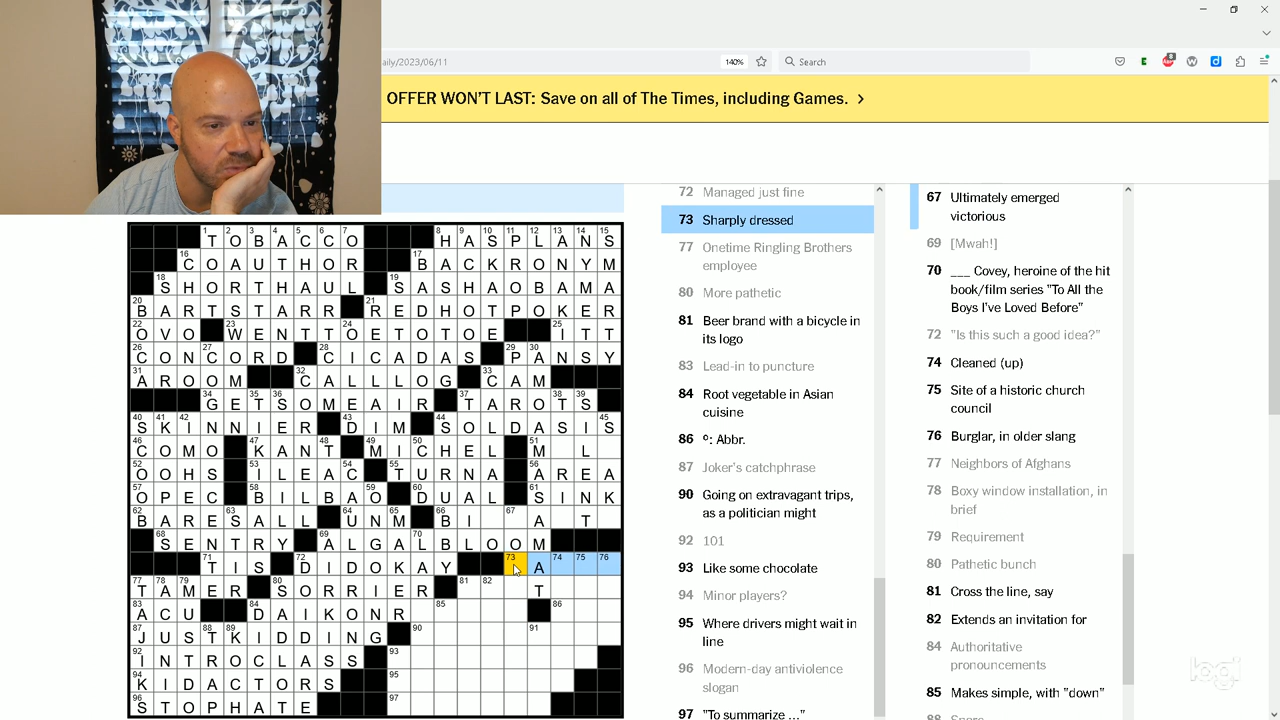 aily/2023/06/11
140%
Search
OFFER WON'T LAST: Save on all of The Times, including Games.
72 Managed just fine
73 Sharply dressed
77 Onetime Ringling Brothers
employee
80 More pathetic
81 Beer brand with a bicycle in
its logo
83 Lead-in to puncture
84 Root vegetable in Asian
cuisine
86 º: Abbr.
87 Joker's catchphrase
90 Going on extravagant trips,
as a politician might
92 101
93 Like some chocolate
94 Minor players?
95 Where drivers might wait in
line
96 Modern-day antiviolence
slogan
97 "To summarize ..."
67 Ultimately emerged
victorious
69 [Mwah!]
70 ___ Covey, heroine of the hit
book/film series "To All the
Boys I've Loved Before"
72 "Is this such a good idea?"
74 Cleaned (up)
75 Site of a historic church
council
76 Burglar, in older slang
77 Neighbors of Afghans
78 Boxy window installation, in
brief
79 Requirement
80 Pathetic bunch
81 Cross the line, say
82 Extends an invitation for
84 Authoritative
pronouncements
85 Makes simple, with "down"
TOBACCO HASPLANS
COAUTHOR BACKRONYM
SHORTHAUL SASHAOBAMA
BARTSTARR REDHOTPOKER
OVO WENTTOETOTOE ITT
CONCORD CICADAS PANSY
AROOM CALLLOG CAM
GETSOMEAIR TAROTS
SKINNIER DIM SOLDASIS
COMO KANT MICHEL M L
OOHS ILEAC TURNA AREA
OPEC BILBAO DUAL SINK
BARESALL UNM BI A T
SENTRY ALGALBLOOM
TIS DIDOKAY A
TAMER SORRIER T
ACU DAIKONR
JUSTKIDDING
INTROCLASS
KIDACTORS
STOPHATE
logi